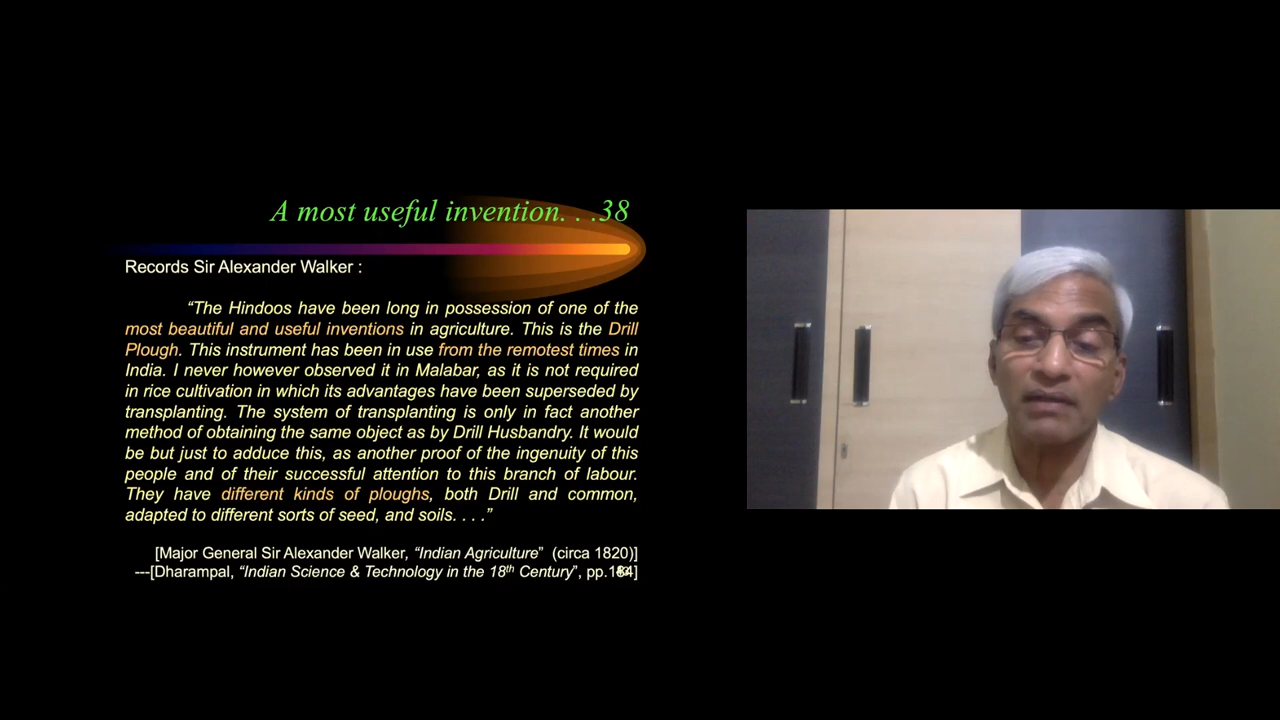 A most useful invention. . .38
Records Sir Alexander Walker :
“The Hindoos have been long in possession of one of the
most beautiful and useful inventions in agriculture. This is the Drill
Plough. This instrument has been in use from the remotest times in
India. I never however observed it in Malabar, as it is not required
in rice cultivation in which its advantages have been superseded by
transplanting. The system of transplanting is only in fact another
method of obtaining the same object as by Drill Husbandry. It would
be but just to adduce this, as another proof of the ingenuity of this
people and of their successful attention to this branch of labour.
They have different kinds of ploughs, both Drill and common,
adapted to different sorts of seed, and soils. . . .”
[Major General Sir Alexander Walker, “Indian Agriculture” (circa 1820)]
---[Dharampal, “Indian Science & Technology in the 18th Century”,